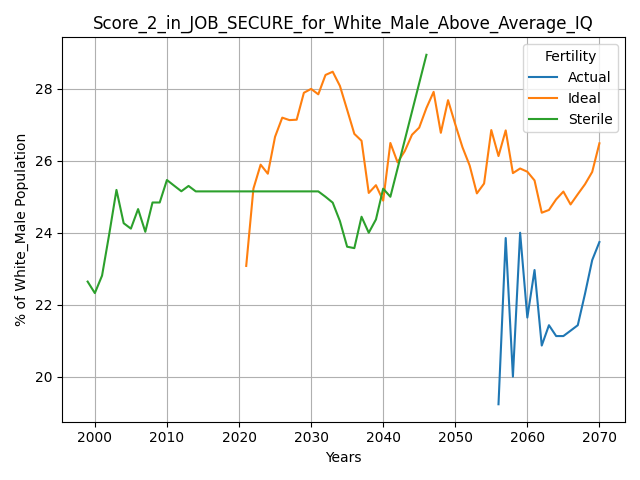 Score_2_in_JOB_SECURE_for_White_Male_Above_Average_IQ
Fertility
Actual
Ideal
Sterile
% of White_Male Population
28
26
24
22
20
2000 2010 2020 2030 2040 2050 2060 2070
Years